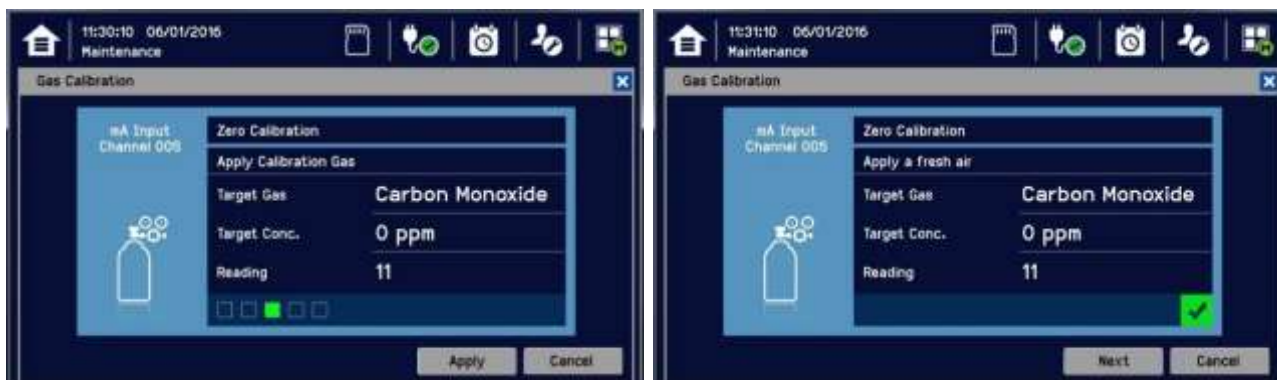 11:30:10 06/01/2016
Maintenance
Gas Calibration
mA Input
Channel 005
Zero Calibration
Apply Calibration Gas
Target Gas
Carbon Monoxide
Target Conc.
0 ppm
Reading
11
Apply
Cancel
11:31:10 06/01/2016
Maintenance
Gas Calibration
mA Input
Channel 005
Zero Calibration
Apply a fresh air
Target Gas
Carbon Monoxide
Target Conc.
0 ppm
Reading
11
Next
Cancel